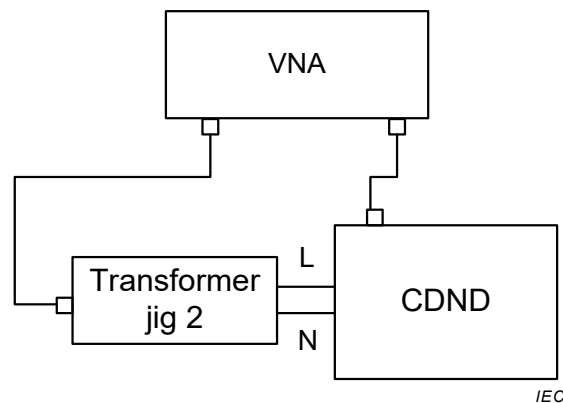 VNA
Transformer
jig 2
L
N
CDND
IEC